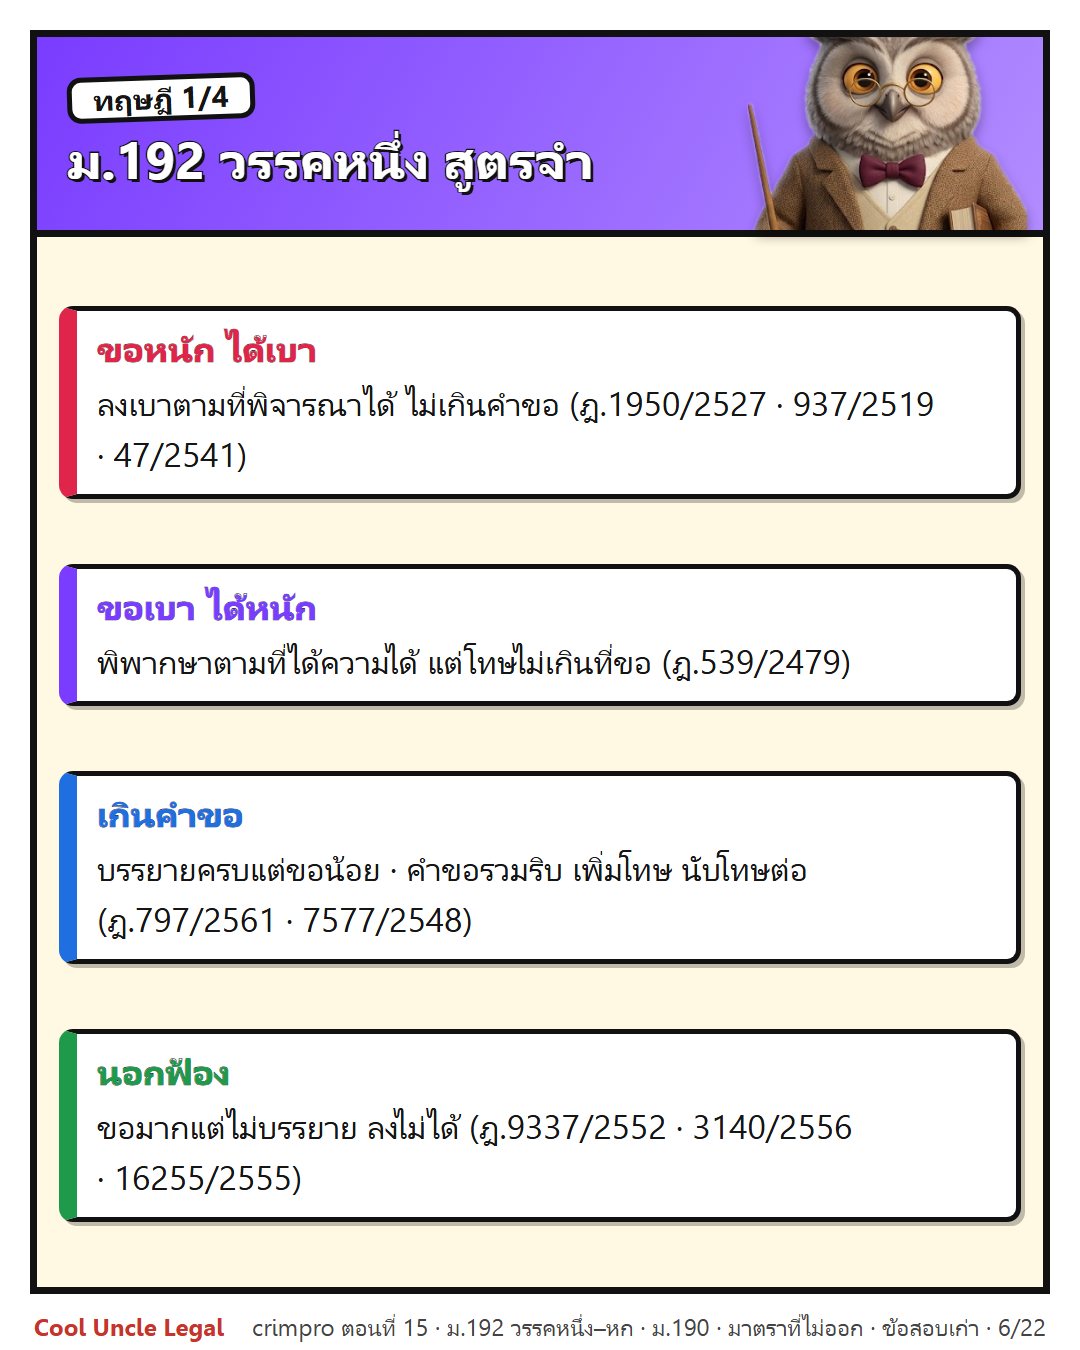 ทฤษฎี 1/4
ม.192 วรรคหนึ่ง สูตรจำ
ขอหนัก ได้เบา
ลงเบาตามที่พิจารณาได้ ไม่เกินคำขอ (ฎ.1950/2527 · 937/2519
· 47/2541)
ขอเบา ได้หนัก
พิพากษาตามที่ได้ความได้ แต่โทษไม่เกินที่ขอ (ฎ.539/2479)
เกินคำขอ
บรรยายครบแต่ขอน้อย · คำขอรวมริบ เพิ่มโทษ นับโทษต่อ
(ฎ.797/2561 · 7577/2548)
นอกฟ้อง
ขอมากแต่ไม่บรรยาย ลงไม่ได้ (ฎ.9337/2552 · 3140/2556
· 16255/2555)
Cool Uncle Legal crimpro ตอนที่ 15 · ม.192 วรรคหนึ่ง–หก · ม.190 · มาตราที่ไม่ออก · ข้อสอบเก่า · 6/22